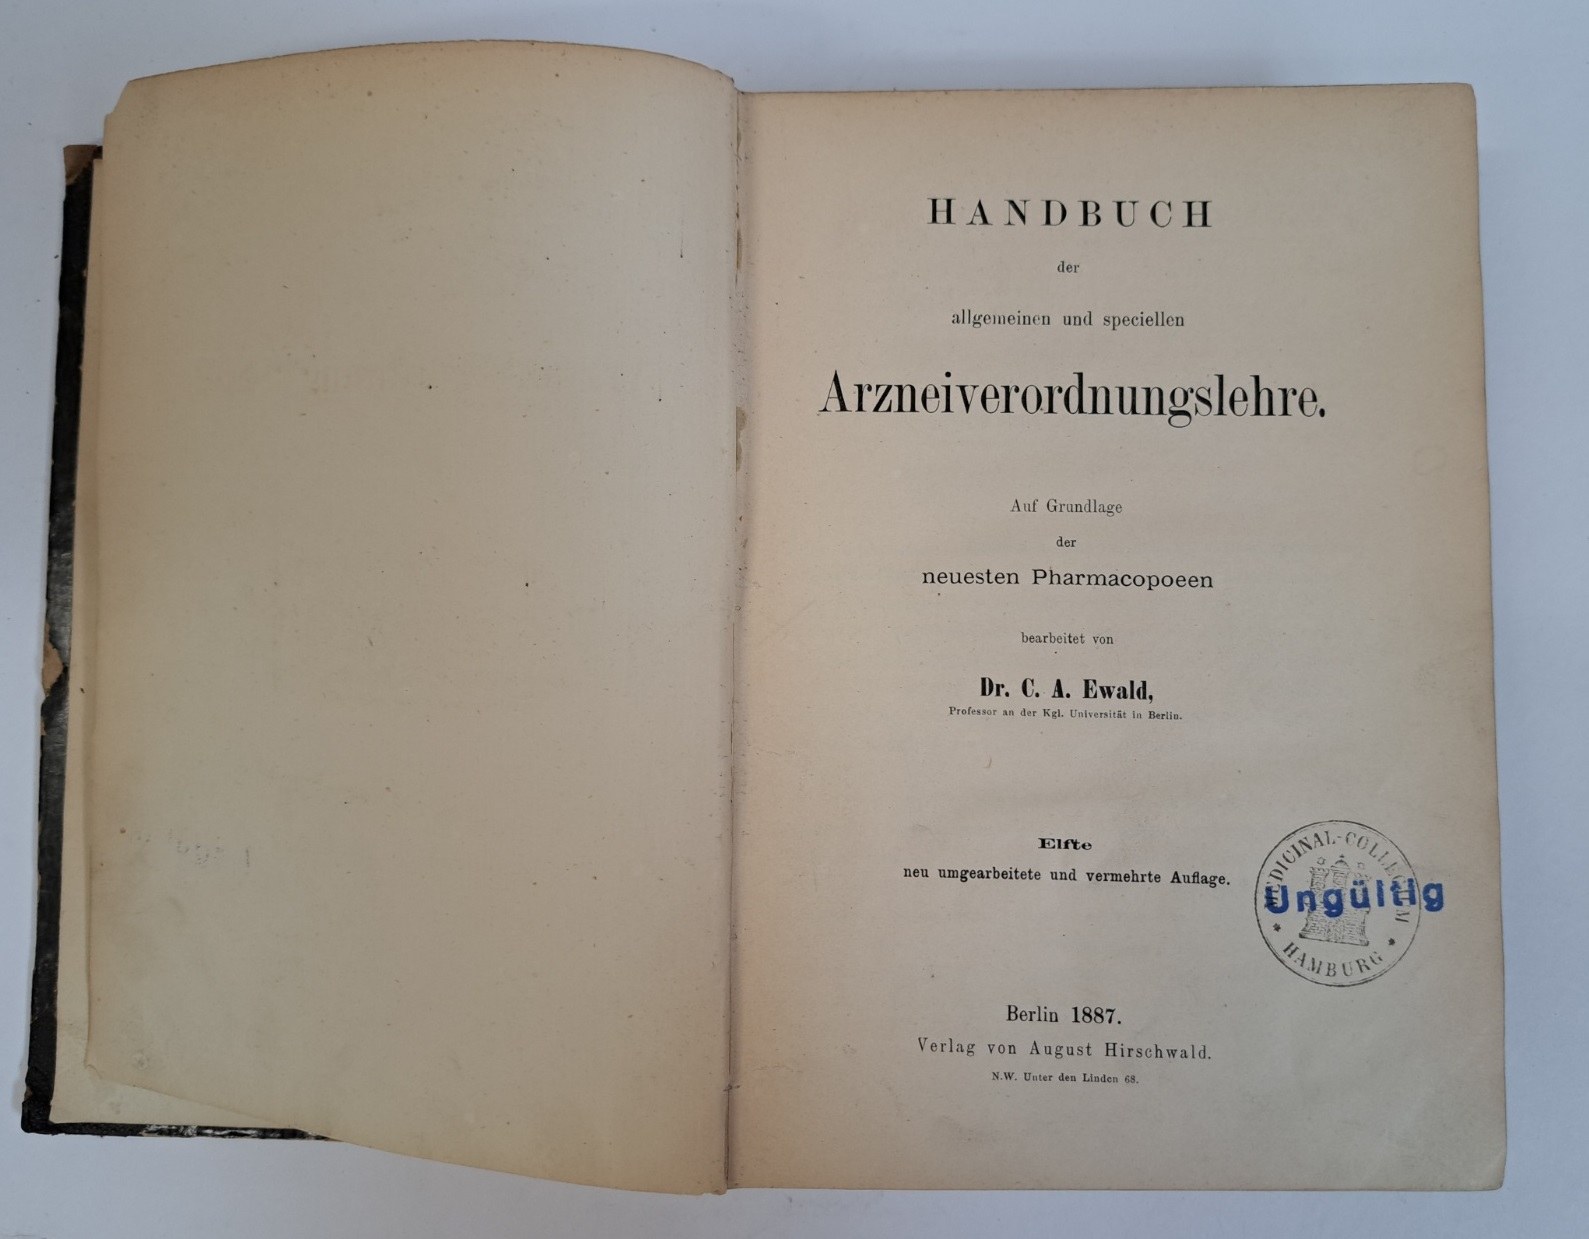 HANDBUCH
der
allgemeinen und speciellen
Arzneiverordnungslehre.
Auf Grundlage
der
neuesten Pharmacopoeen
bearbeitet von
Dr. C. A. Ewald,
Professor an der Kgl. Universität in Berlin.
Elfte
neu umgearbeitete und vermehrte Auflage.
MEDICINAL-COLLEGIUM
Ungültig
* HAMBURG *
Berlin 1887.
Verlag von August Hirschwald.
N.W. Unter den Linden 68.